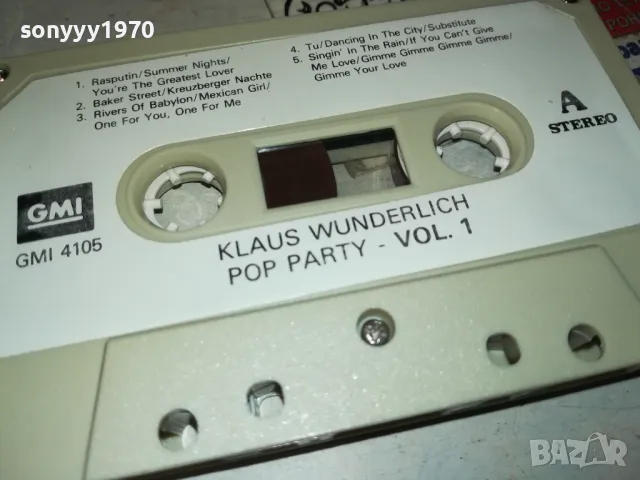 sonyyy1970
1. Rasputin/Summer Nights/
You're The Greatest Lover
2. Baker Street/Kreuzberger Nachte
3. Rivers Of Babylon/Mexican Girl/
One For You, One For Me
4. Tu/Dancing In The City/Substitute
5. Singin' In The Rain/If You Can't Give
Me Love/Gimme Gimme Gimme Gimme/
Gimme Your Love
A
STEREO
GMI
GMI 4105
KLAUS WUNDERLICH
POP PARTY - VOL. 1
BAZAR
bg